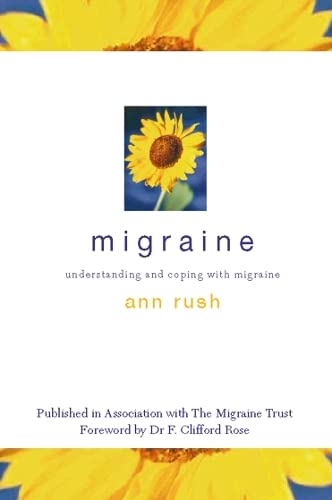 migraine
understanding and coping with migraine
ann rush
Published in Association with The Migraine Trust
Foreword by Dr F. Clifford Rose